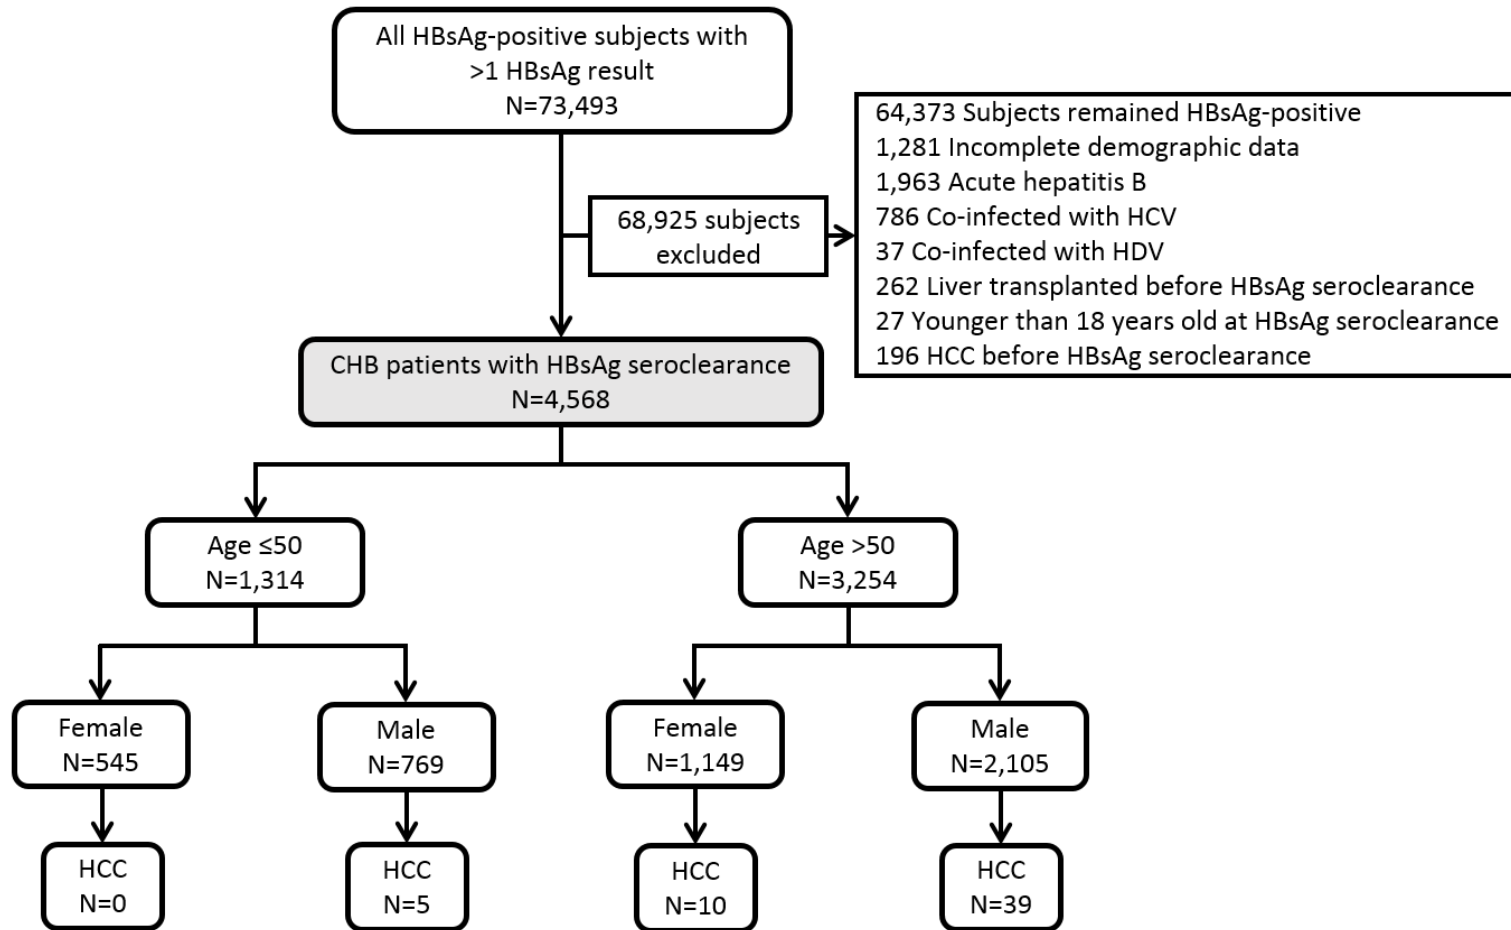 All HBsAg-positive subjects with
>1 HBsAg result
N=73,493
68,925 subjects
excluded
64,373 Subjects remained HBsAg-positive
1,281 Incomplete demographic data
1,963 Acute hepatitis B
786 Co-infected with HCV
37 Co-infected with HDV
262 Liver transplanted before HBsAg seroclearance
27 Younger than 18 years old at HBsAg seroclearance
196 HCC before HBsAg seroclearance
CHB patients with HBsAg seroclearance
N=4,568
Age ≤50
N=1,314
Age >50
N=3,254
Female
N=545
Male
N=769
Female
N=1,149
Male
N=2,105
HCC
N=0
HCC
N=5
HCC
N=10
HCC
N=39